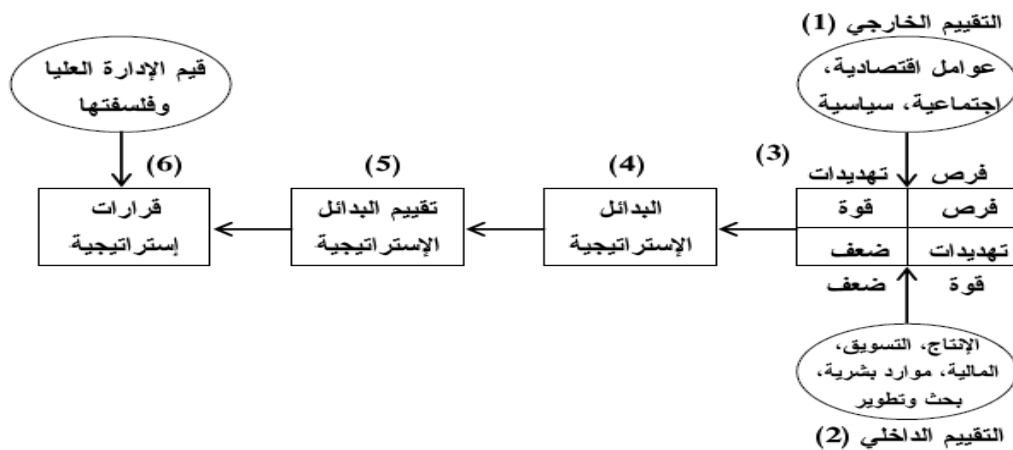 التقييم الخارجي (1)
عوامل اقتصادية،
إجتماعية، سياسية
(3)
فرص
تهديدات
فرص
قوة
تهديدات
ضعف
قوة
ضعف
الإنتاج، التسويق،
المالية، موارد بشرية،
بحث وتطوير
التقييم الداخلي (2)
(4)
البدائل
الإستراتيجية
(5)
تقييم البدائل
الإستراتيجية
(6)
قرارات
إستراتيجية
قيم الإدارة العليا
وفلسفتها